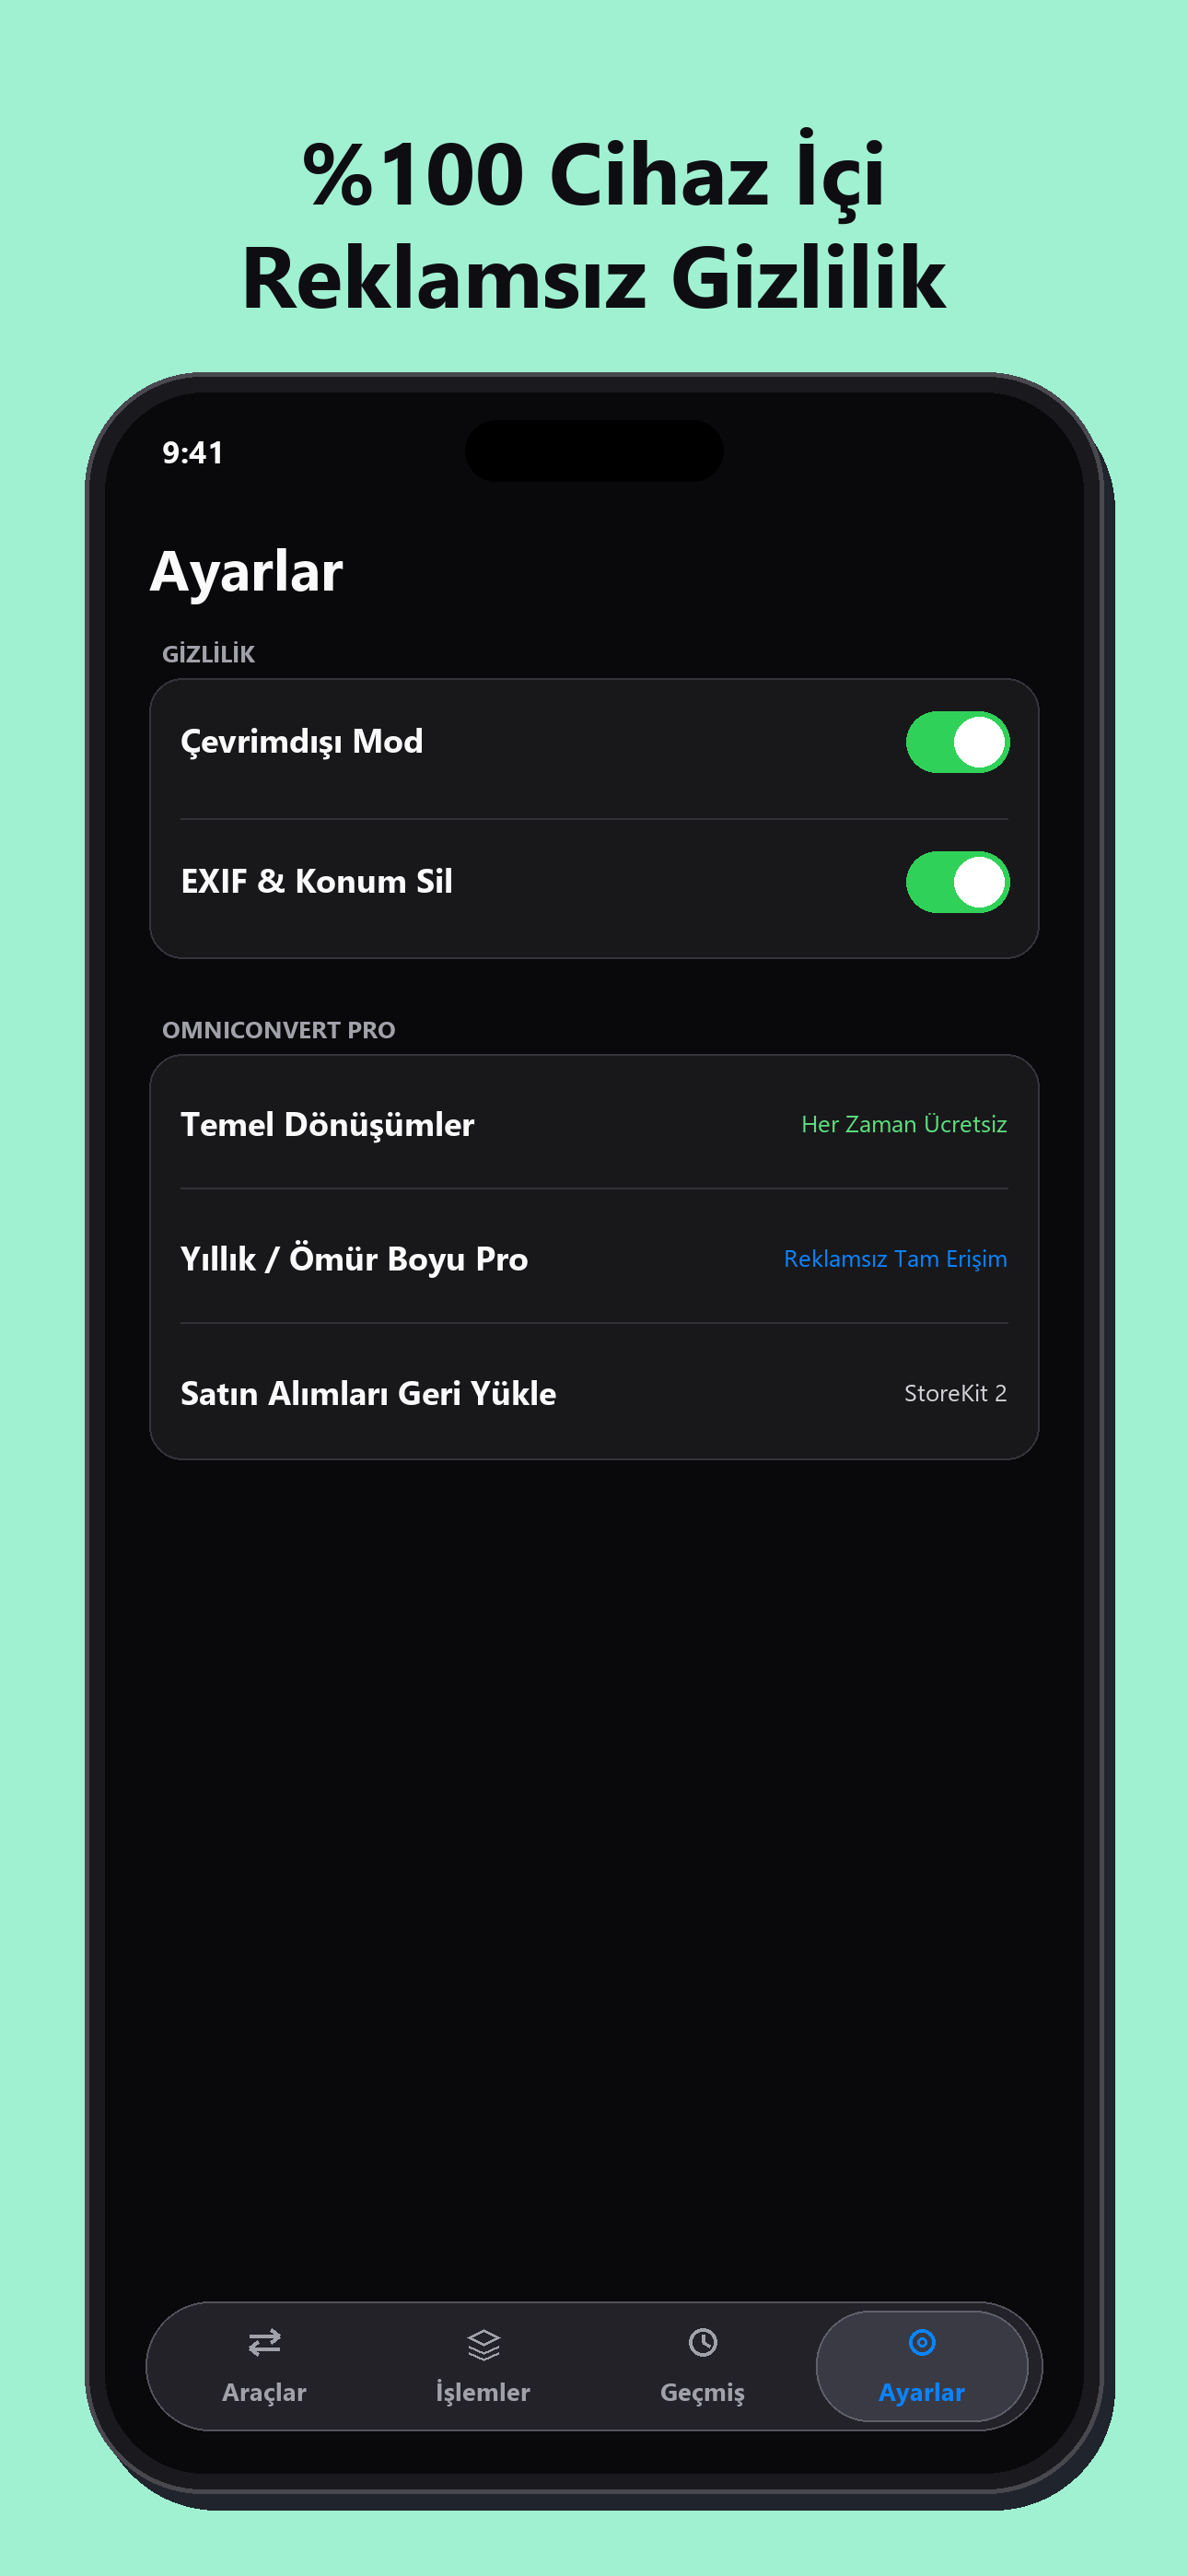 %100 Cihaz İçi
Reklamsız Gizlilik
9:41
Ayarlar
GİZLİLİK
Çevrimdışı Mod
EXIF & Konum Sil
OMNICONVERT PRO
Temel Dönüşümler Her Zaman Ücretsiz
Yıllık / Ömür Boyu Pro Reklamsız Tam Erişim
Satın Alımları Geri Yükle StoreKit 2
Araçlar İşlemler Geçmiş Ayarlar